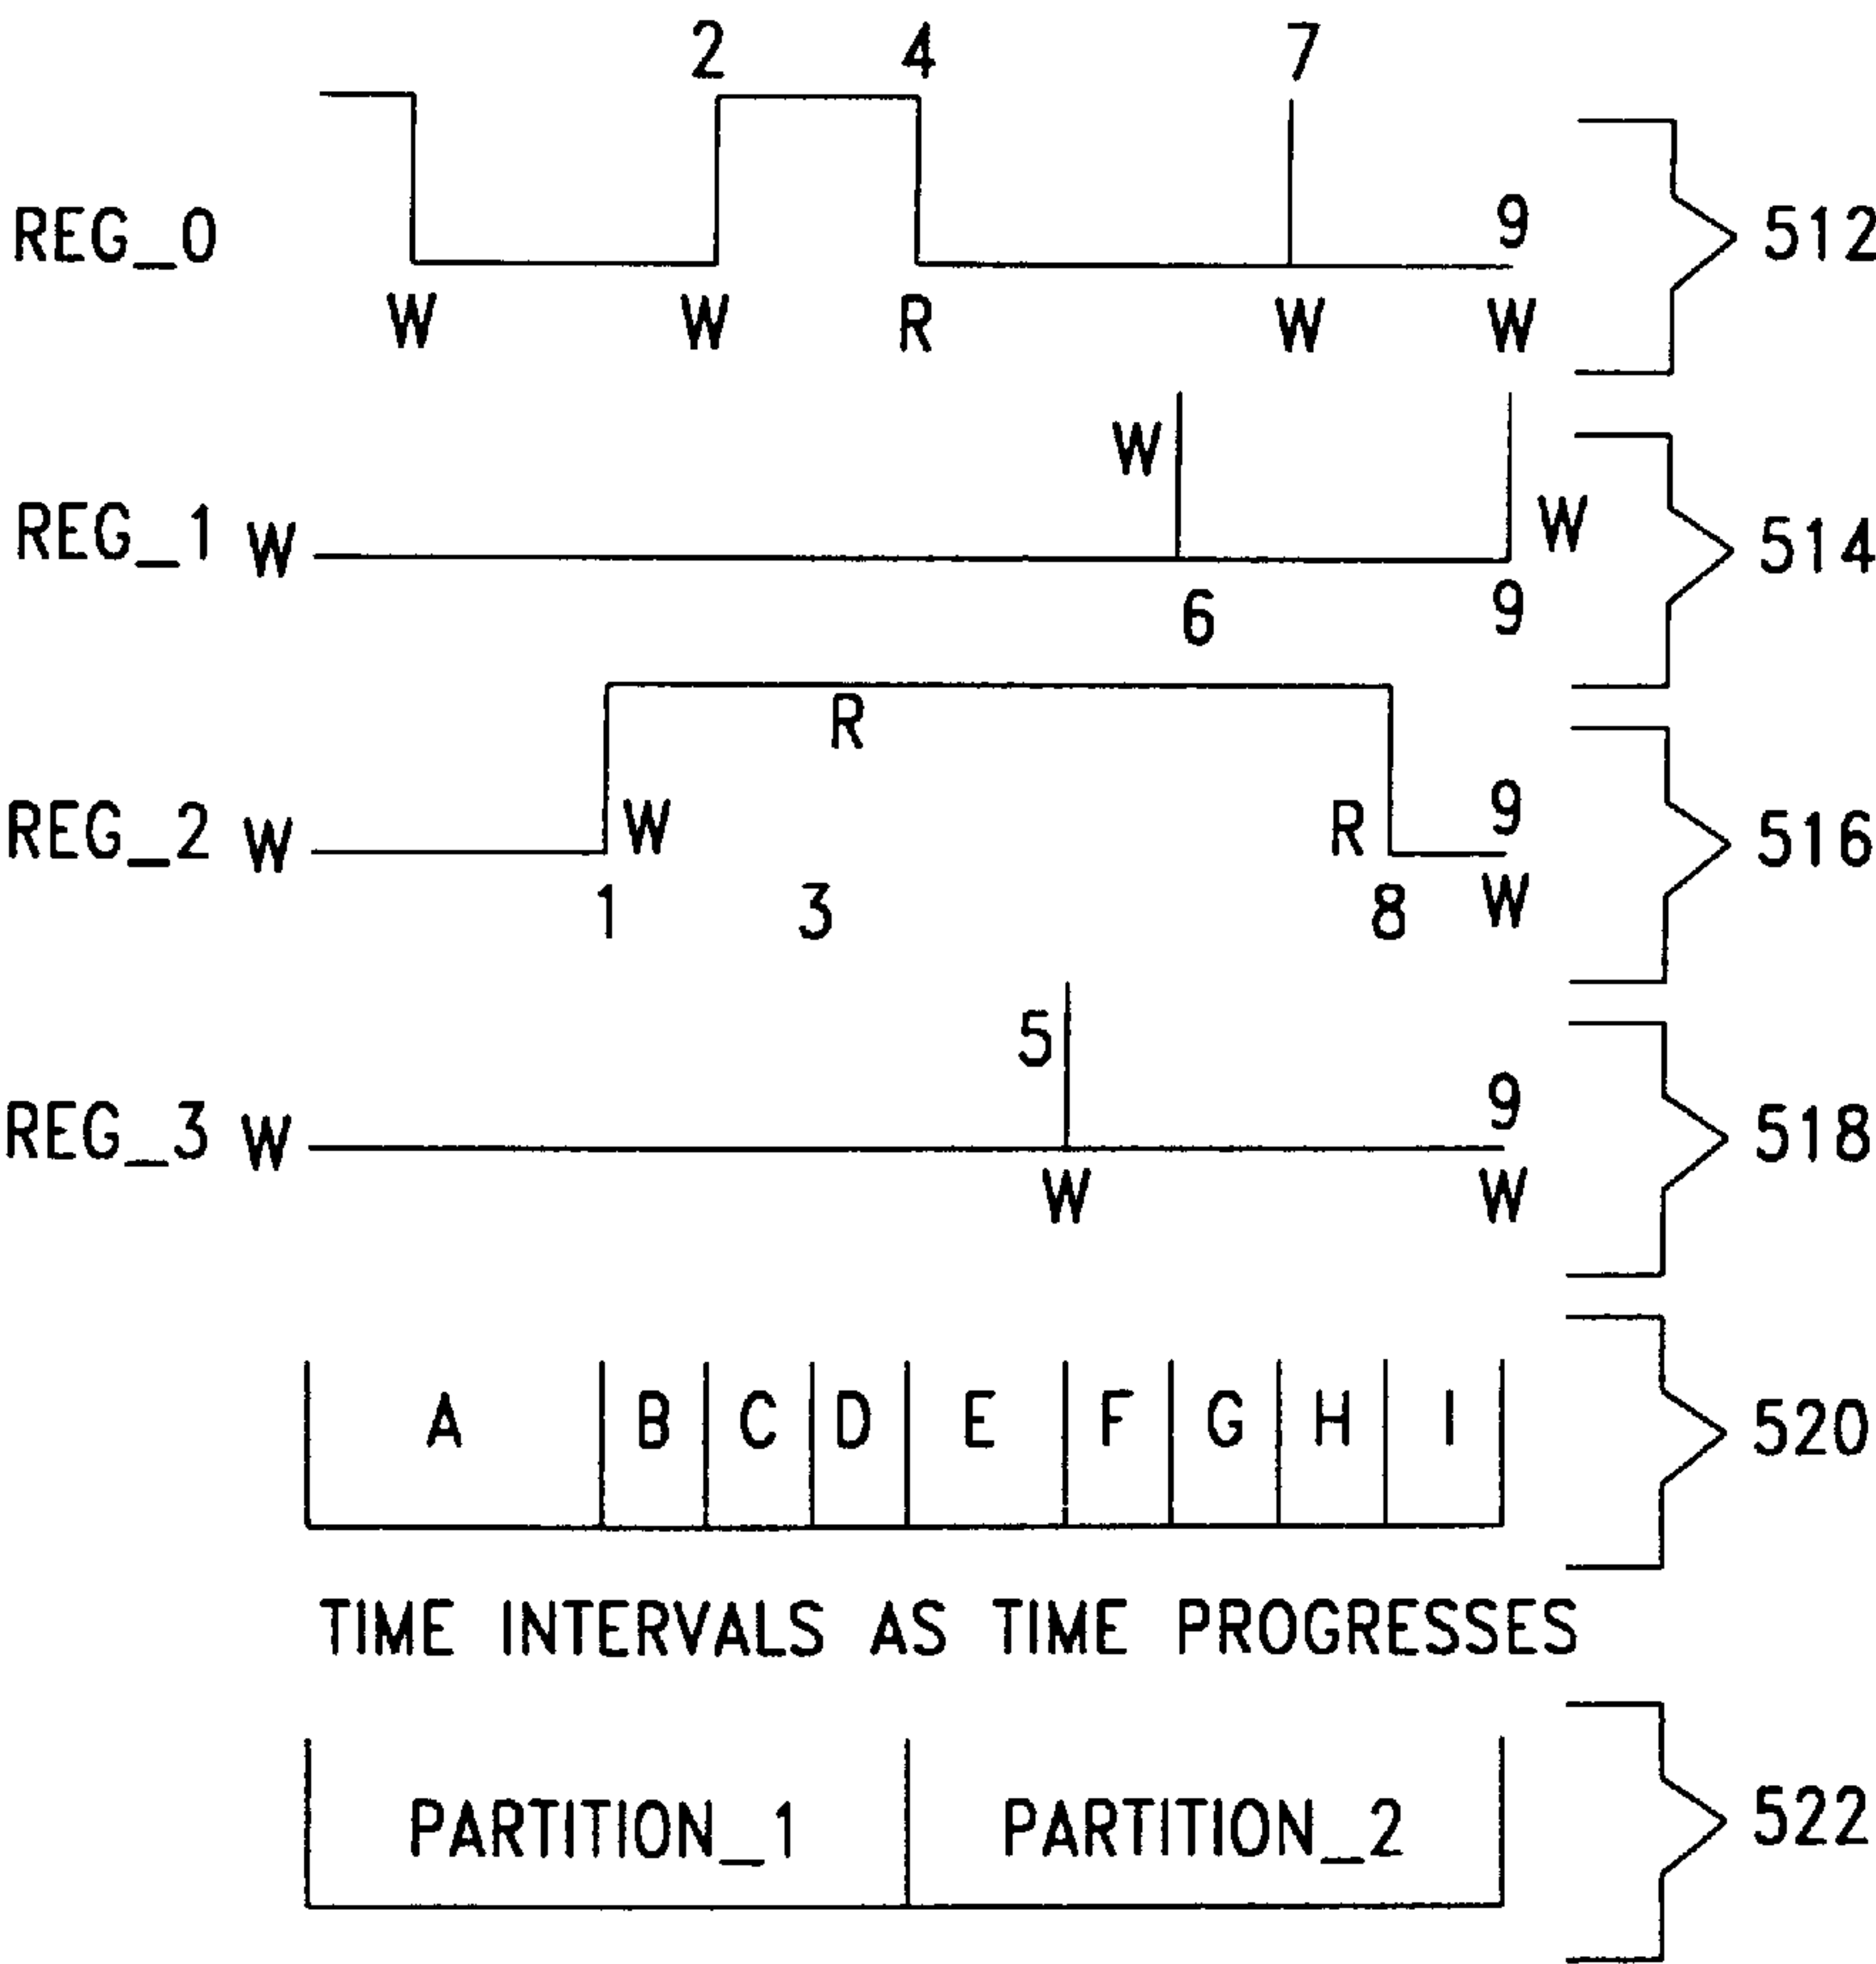 2 4 7
REG_0 9 512
W W R W W
W
REG_1 W W 514
6 9
R
REG_2 W W R 9 516
1 3 8 W
5
REG_3 W 9 518
W W
A B C D E F G H I 520
TIME INTERVALS AS TIME PROGRESSES
PARTITION_1 PARTITION_2 522